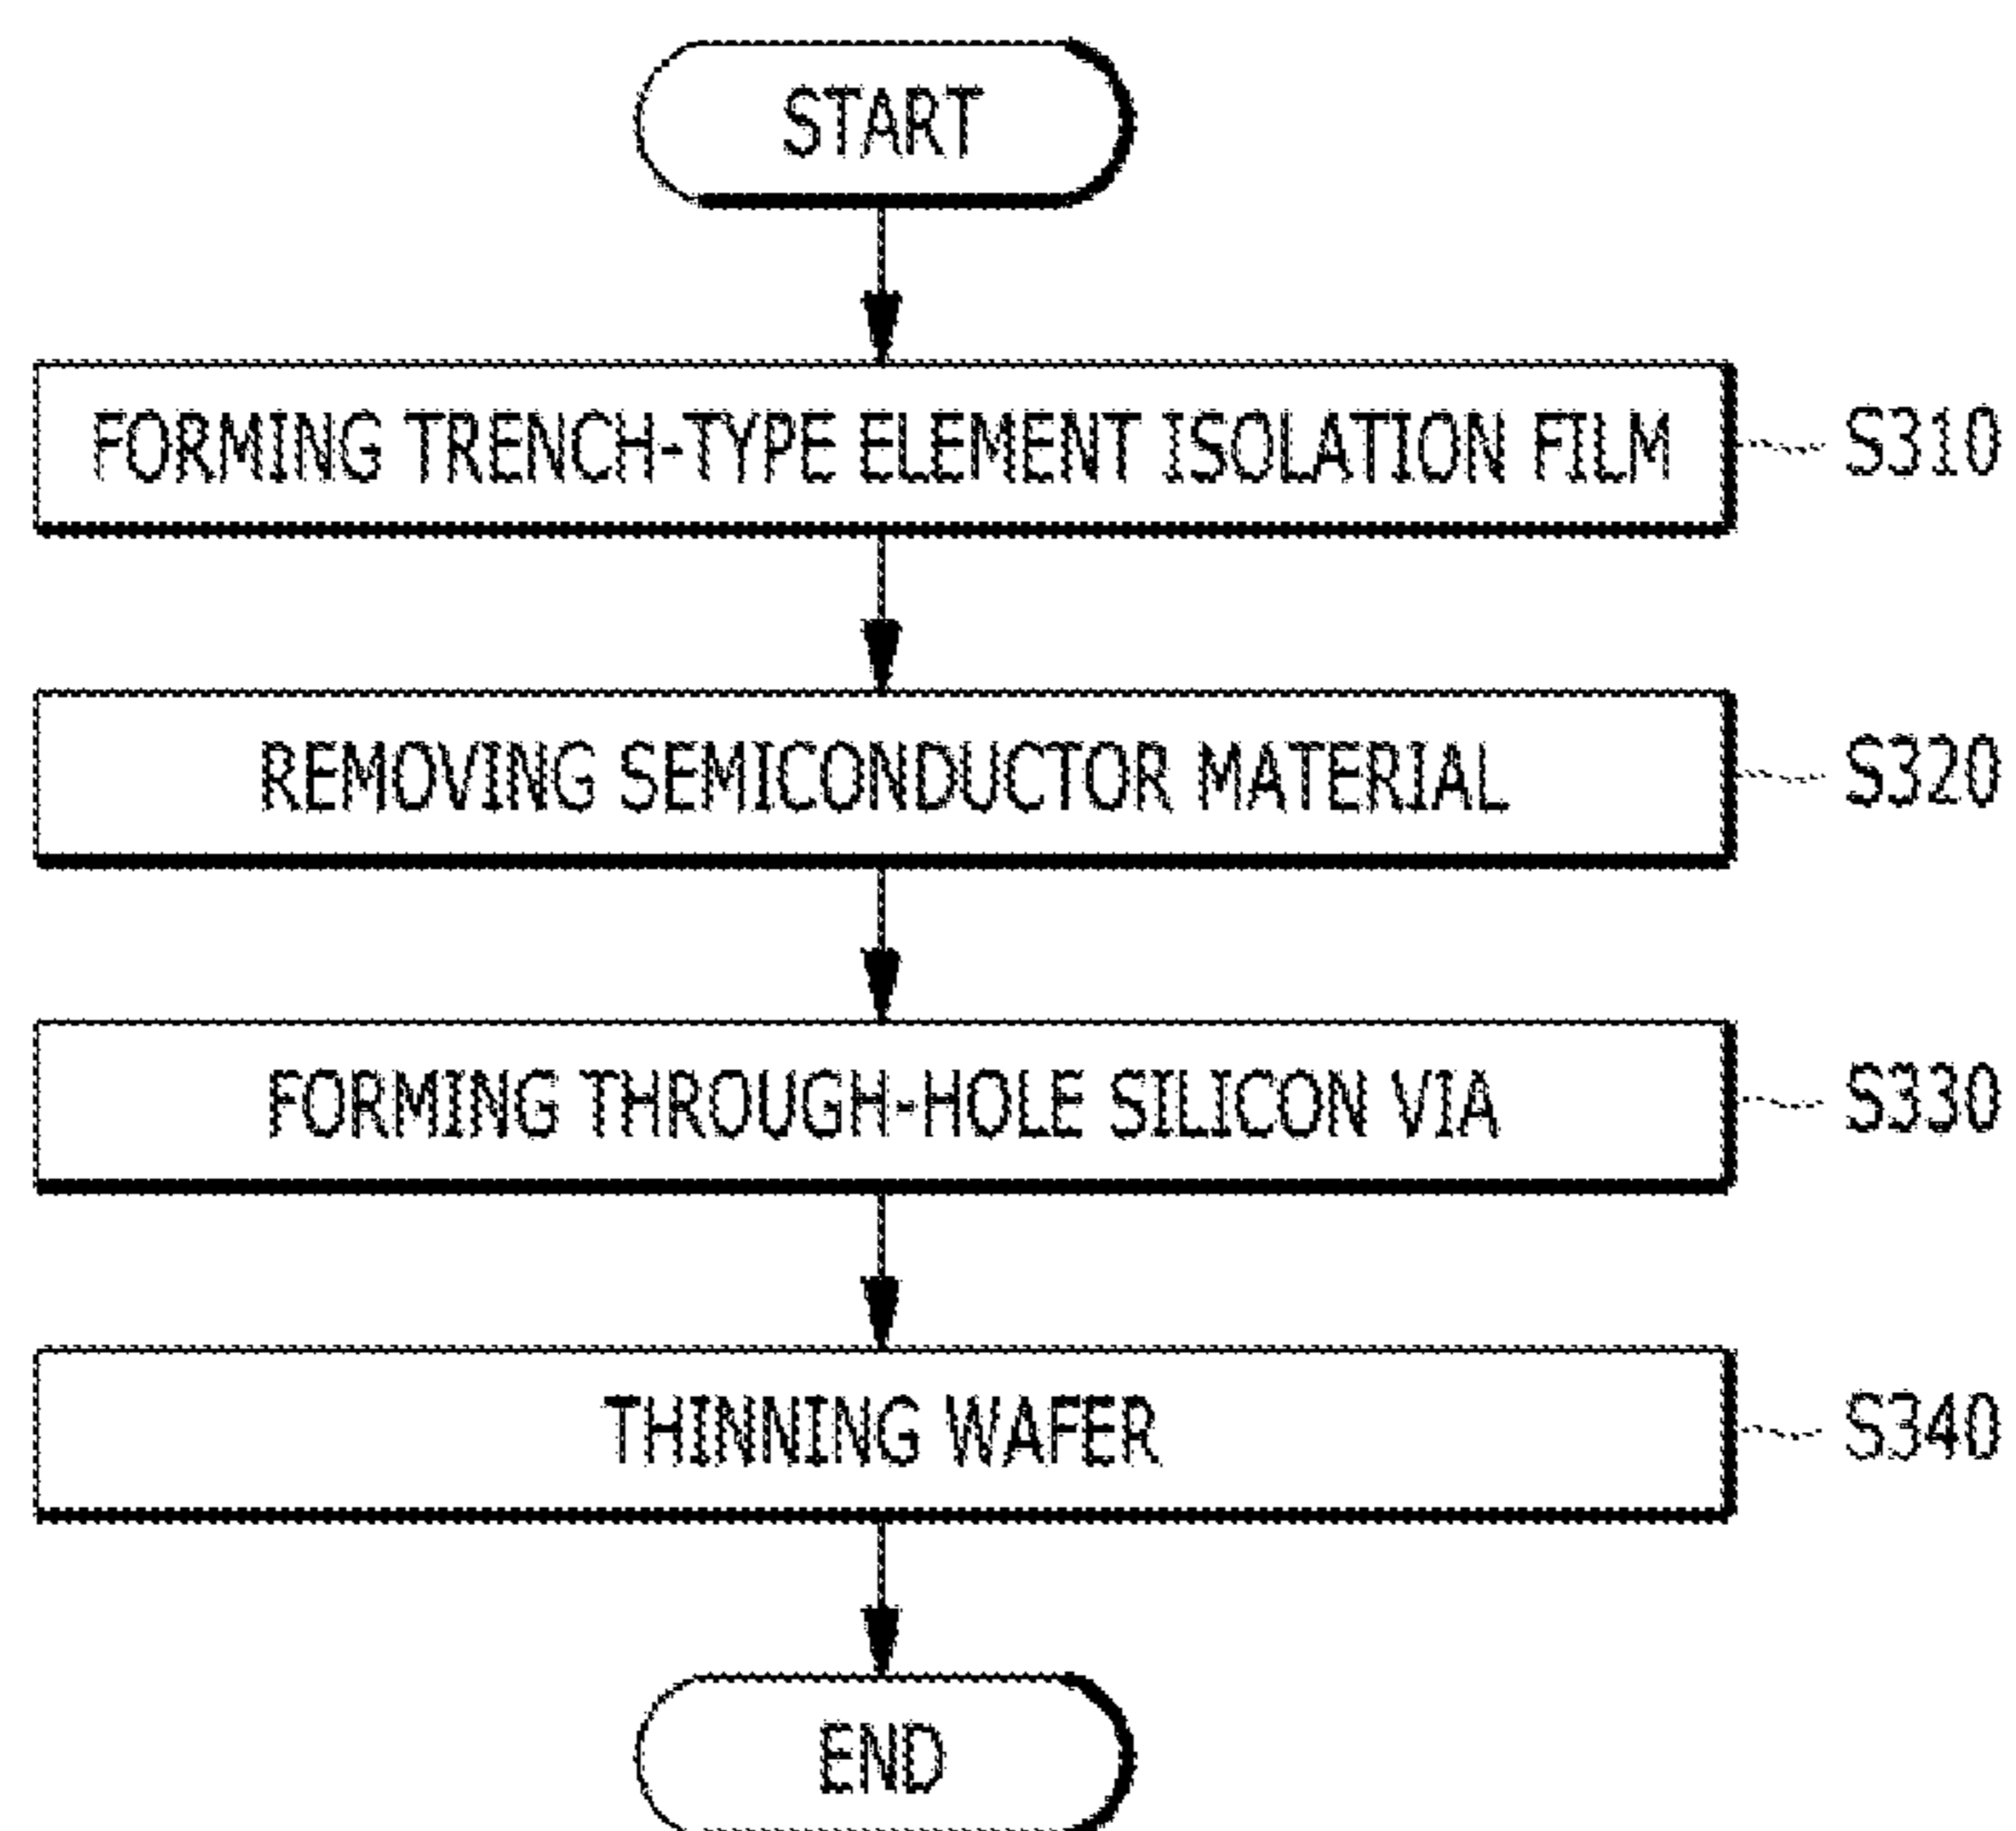 START
FORMING TRENCH-TYPE ELEMENT ISOLATION FILM S310
REMOVING SEMICONDUCTOR MATERIAL S320
FORMING THROUGH-HOLE SILICON VIA S330
THINNING WAFER S340
END